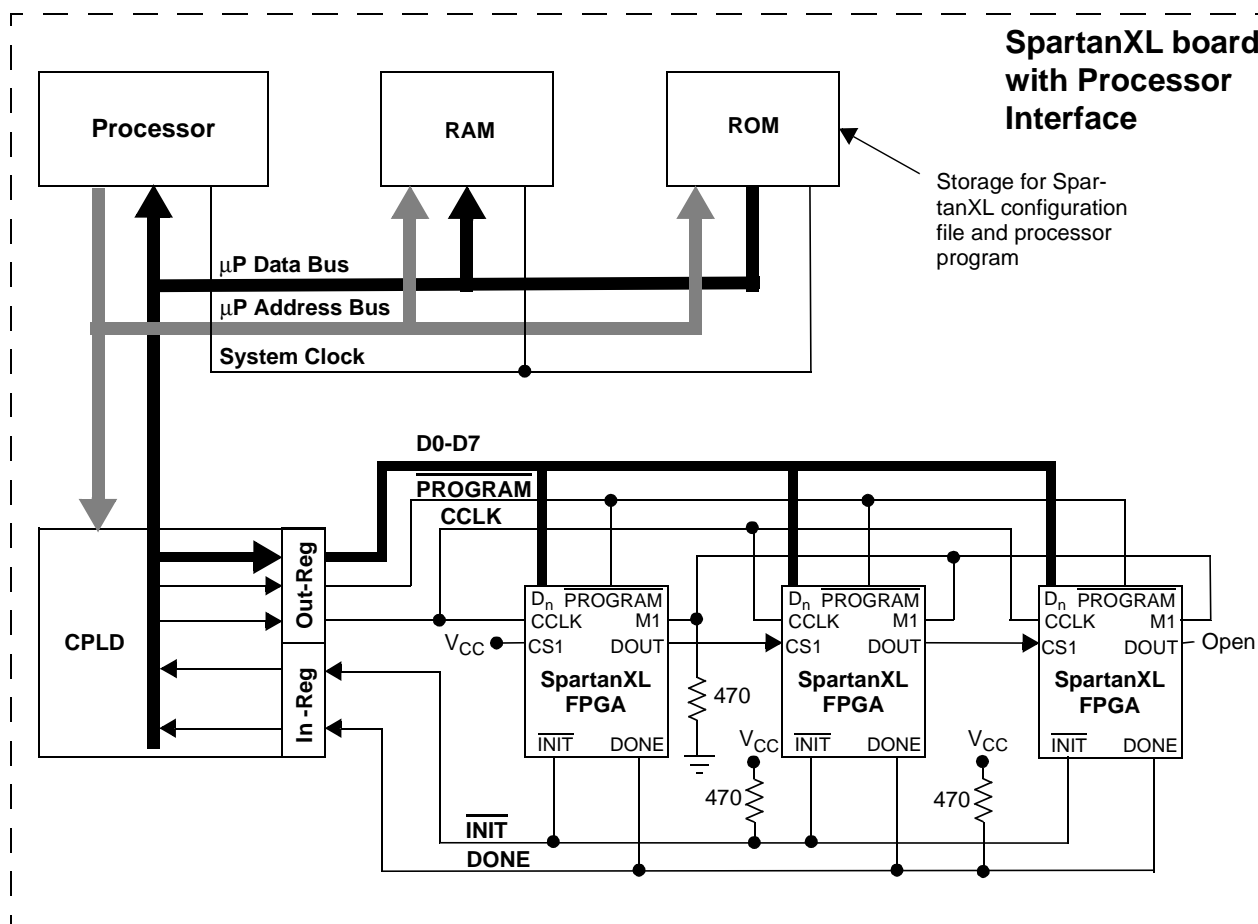 SpartanXL board
with Processor
Interface
Processor
RAM
ROM
Storage for Spar-
tanXL configuration
file and processor
program
μP Data Bus
μP Address Bus
System Clock
D0-D7
PROGRAM
CCLK
CPLD
Out-Reg
In -Reg
Dn PROGRAM
CCLK M1
VCC
CS1 DOUT
SpartanXL
FPGA
INIT DONE
470
Dn PROGRAM
CCLK M1
CS1 DOUT
SpartanXL
FPGA
INIT DONE
VCC
470
Dn PROGRAM
CCLK M1
CS1 DOUT
Open
SpartanXL
FPGA
INIT DONE
VCC
470
INIT
DONE